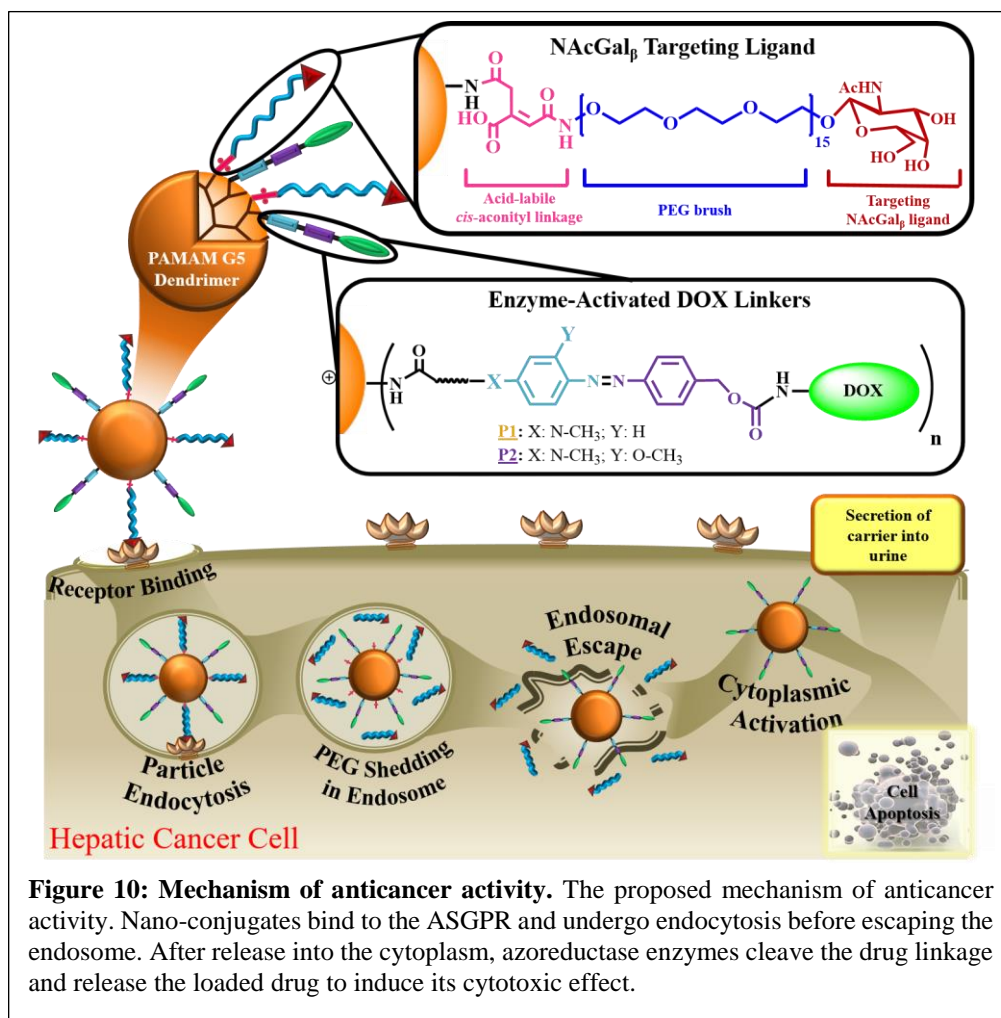 NAcGalβ Targeting Ligand
O
N
H
O
HO
O
O
N
H
O
O
O
O
15
AcHN
O
O
OH
HO
HO
Acid-labile
cis-aconityl linkage
PEG brush
Targeting
NAcGalβ ligand
PAMAM G5
Dendrimer
Enzyme-Activated DOX Linkers
⊕
N
H
O
X
Y
N=N
O
O
H
N
DOX
n
P1: X: N-CH₃; Y: H
P2: X: N-CH₃; Y: O-CH₃
Secretion of
carrier into
urine
Receptor Binding
Particle
Endocytosis
PEG Shedding
in Endosome
Endosomal
Escape
Cytoplasmic
Activation
Cell
Apoptosis
Hepatic Cancer Cell
Figure 10: Mechanism of anticancer activity. The proposed mechanism of anticancer
activity. Nano-conjugates bind to the ASGPR and undergo endocytosis before escaping the
endosome. After release into the cytoplasm, azoreductase enzymes cleave the drug linkage
and release the loaded drug to induce its cytotoxic effect.